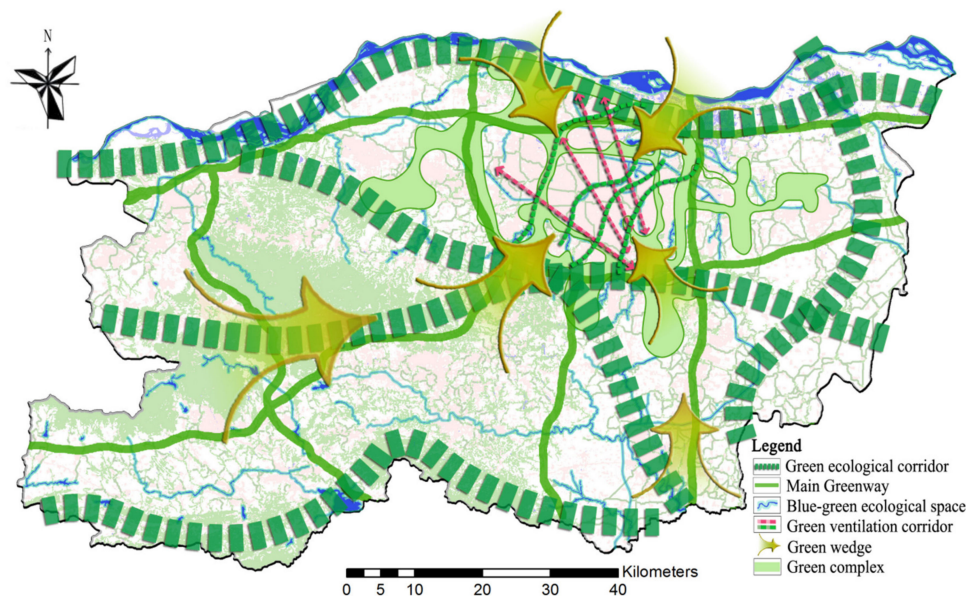 N
Legend
Green ecological corridor
Main Greenway
Blue-green ecological space
Green ventilation corridor
Green wedge
Green complex
Kilometers
0 5 10 20 30 40